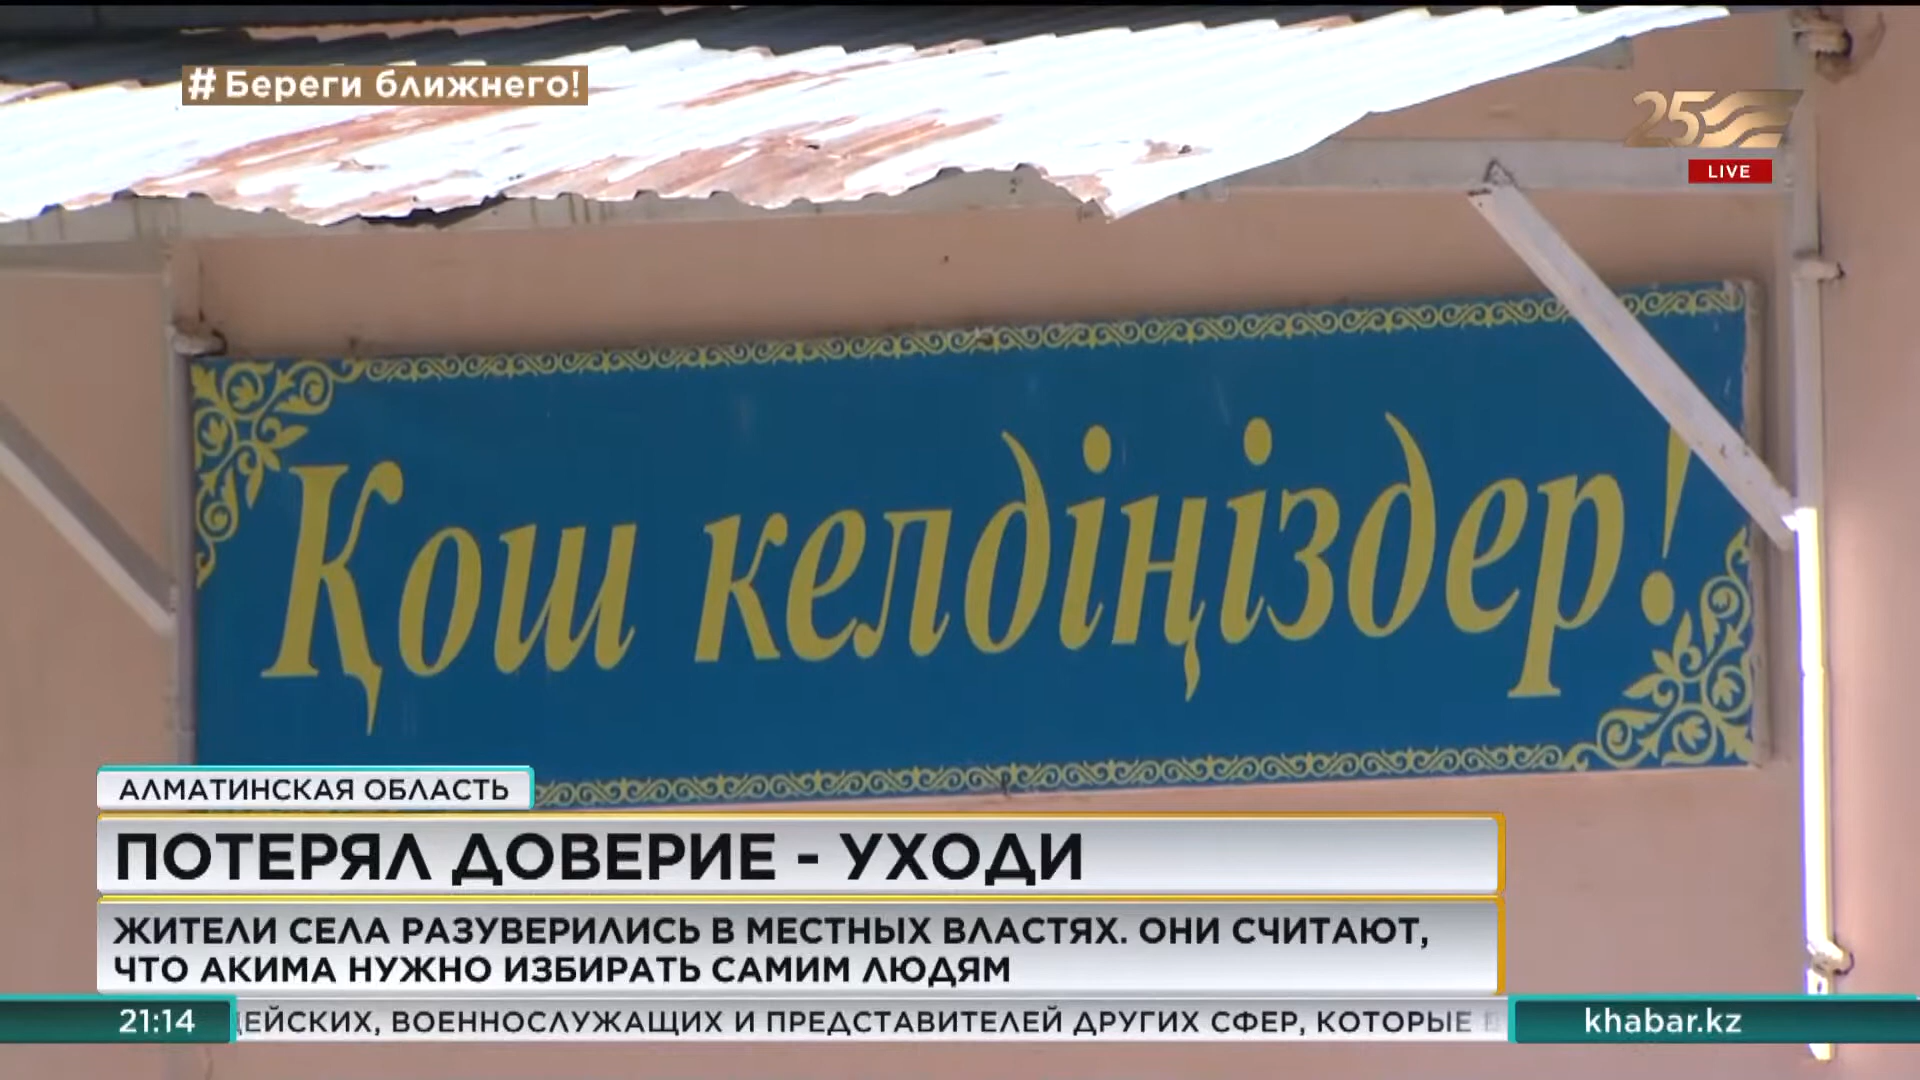 #Береги ближнего!
25
LIVE
Қош келдіңіздер!
АЛМАТИНСКАЯ ОБЛАСТЬ
ПОТЕРЯЛ ДОВЕРИЕ - УХОДИ
ЖИТЕЛИ СЕЛА РАЗУВЕРИЛИСЬ В МЕСТНЫХ ВЛАСТЯХ. ОНИ СЧИТАЮТ,
ЧТО АКИМА НУЖНО ИЗБИРАТЬ САМИМ ЛЮДЯМ
21:14
ЕЙСКИХ, ВОЕННОСЛУЖАЩИХ И ПРЕДСТАВИТЕЛЕЙ ДРУГИХ СФЕР, КОТОРЫЕ
khabar.kz